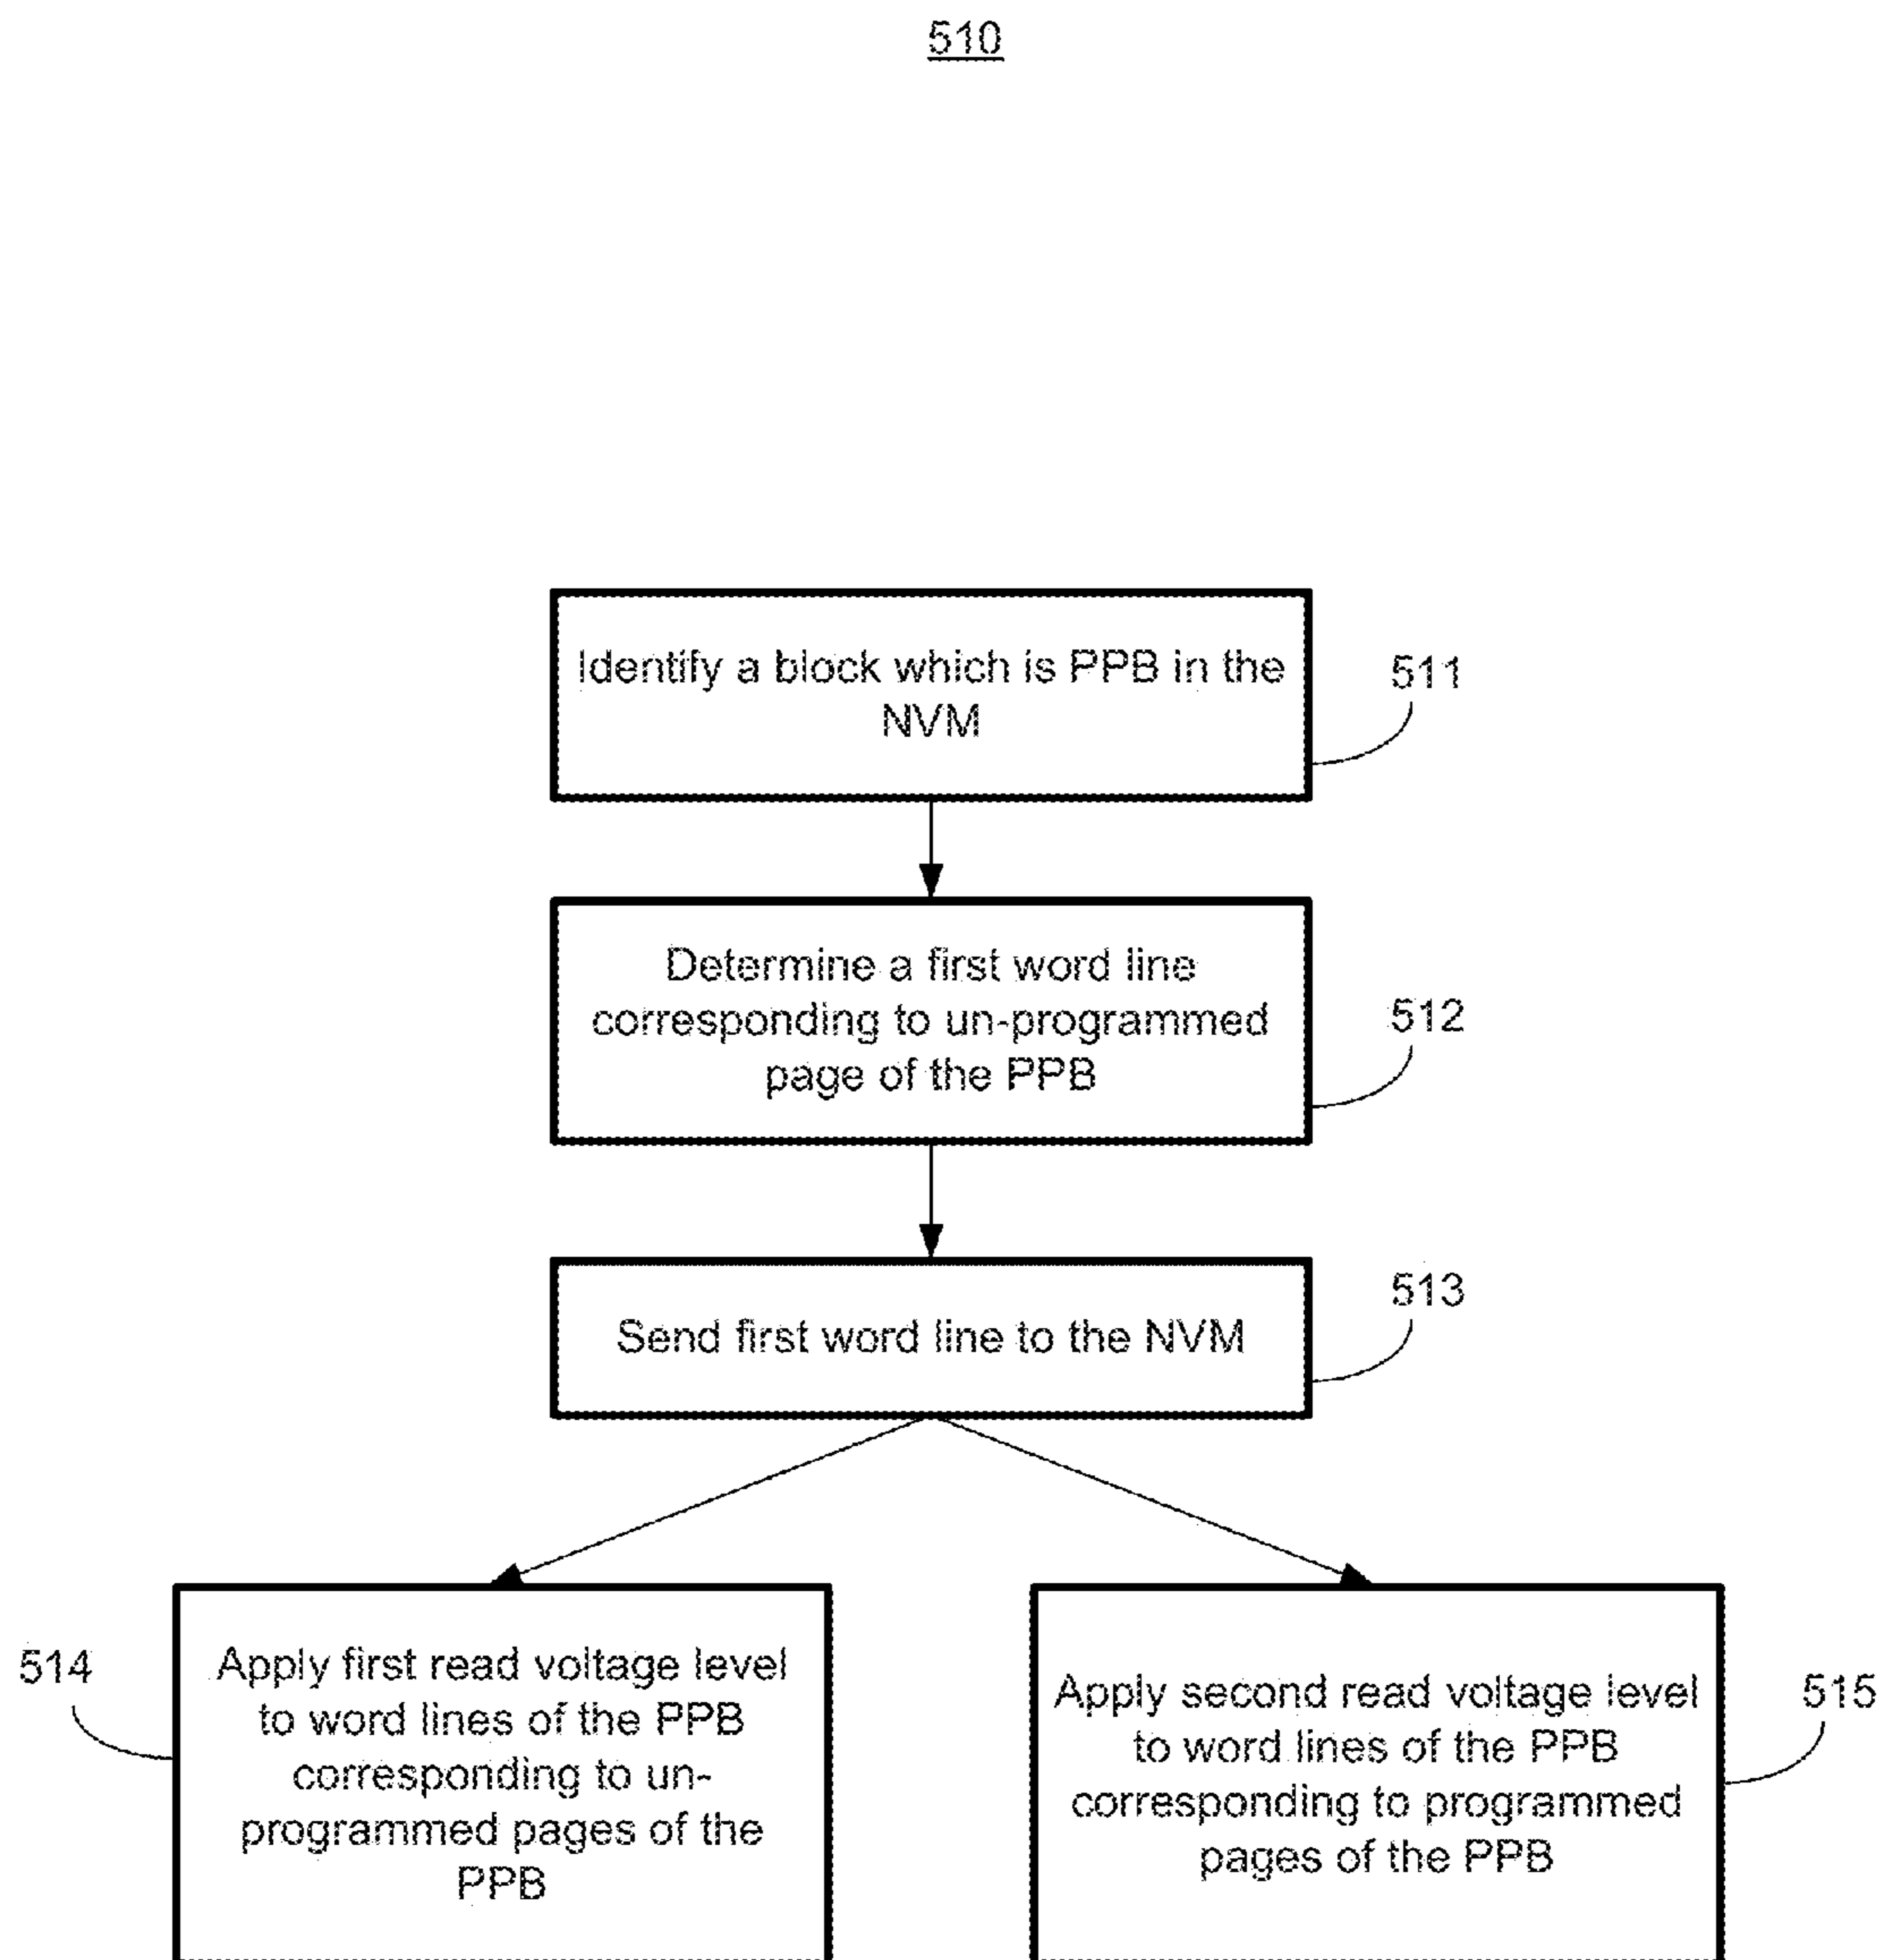 510
Identify a block which is PPB in the
NVM
511
Determine a first word line
corresponding to un-programmed
page of the PPB
512
Send first word line to the NVM
513
514
Apply first read voltage level
to word lines of the PPB
corresponding to un-
programmed pages of the
PPB
Apply second read voltage level
to word lines of the PPB
corresponding to programmed
pages of the PPB
515